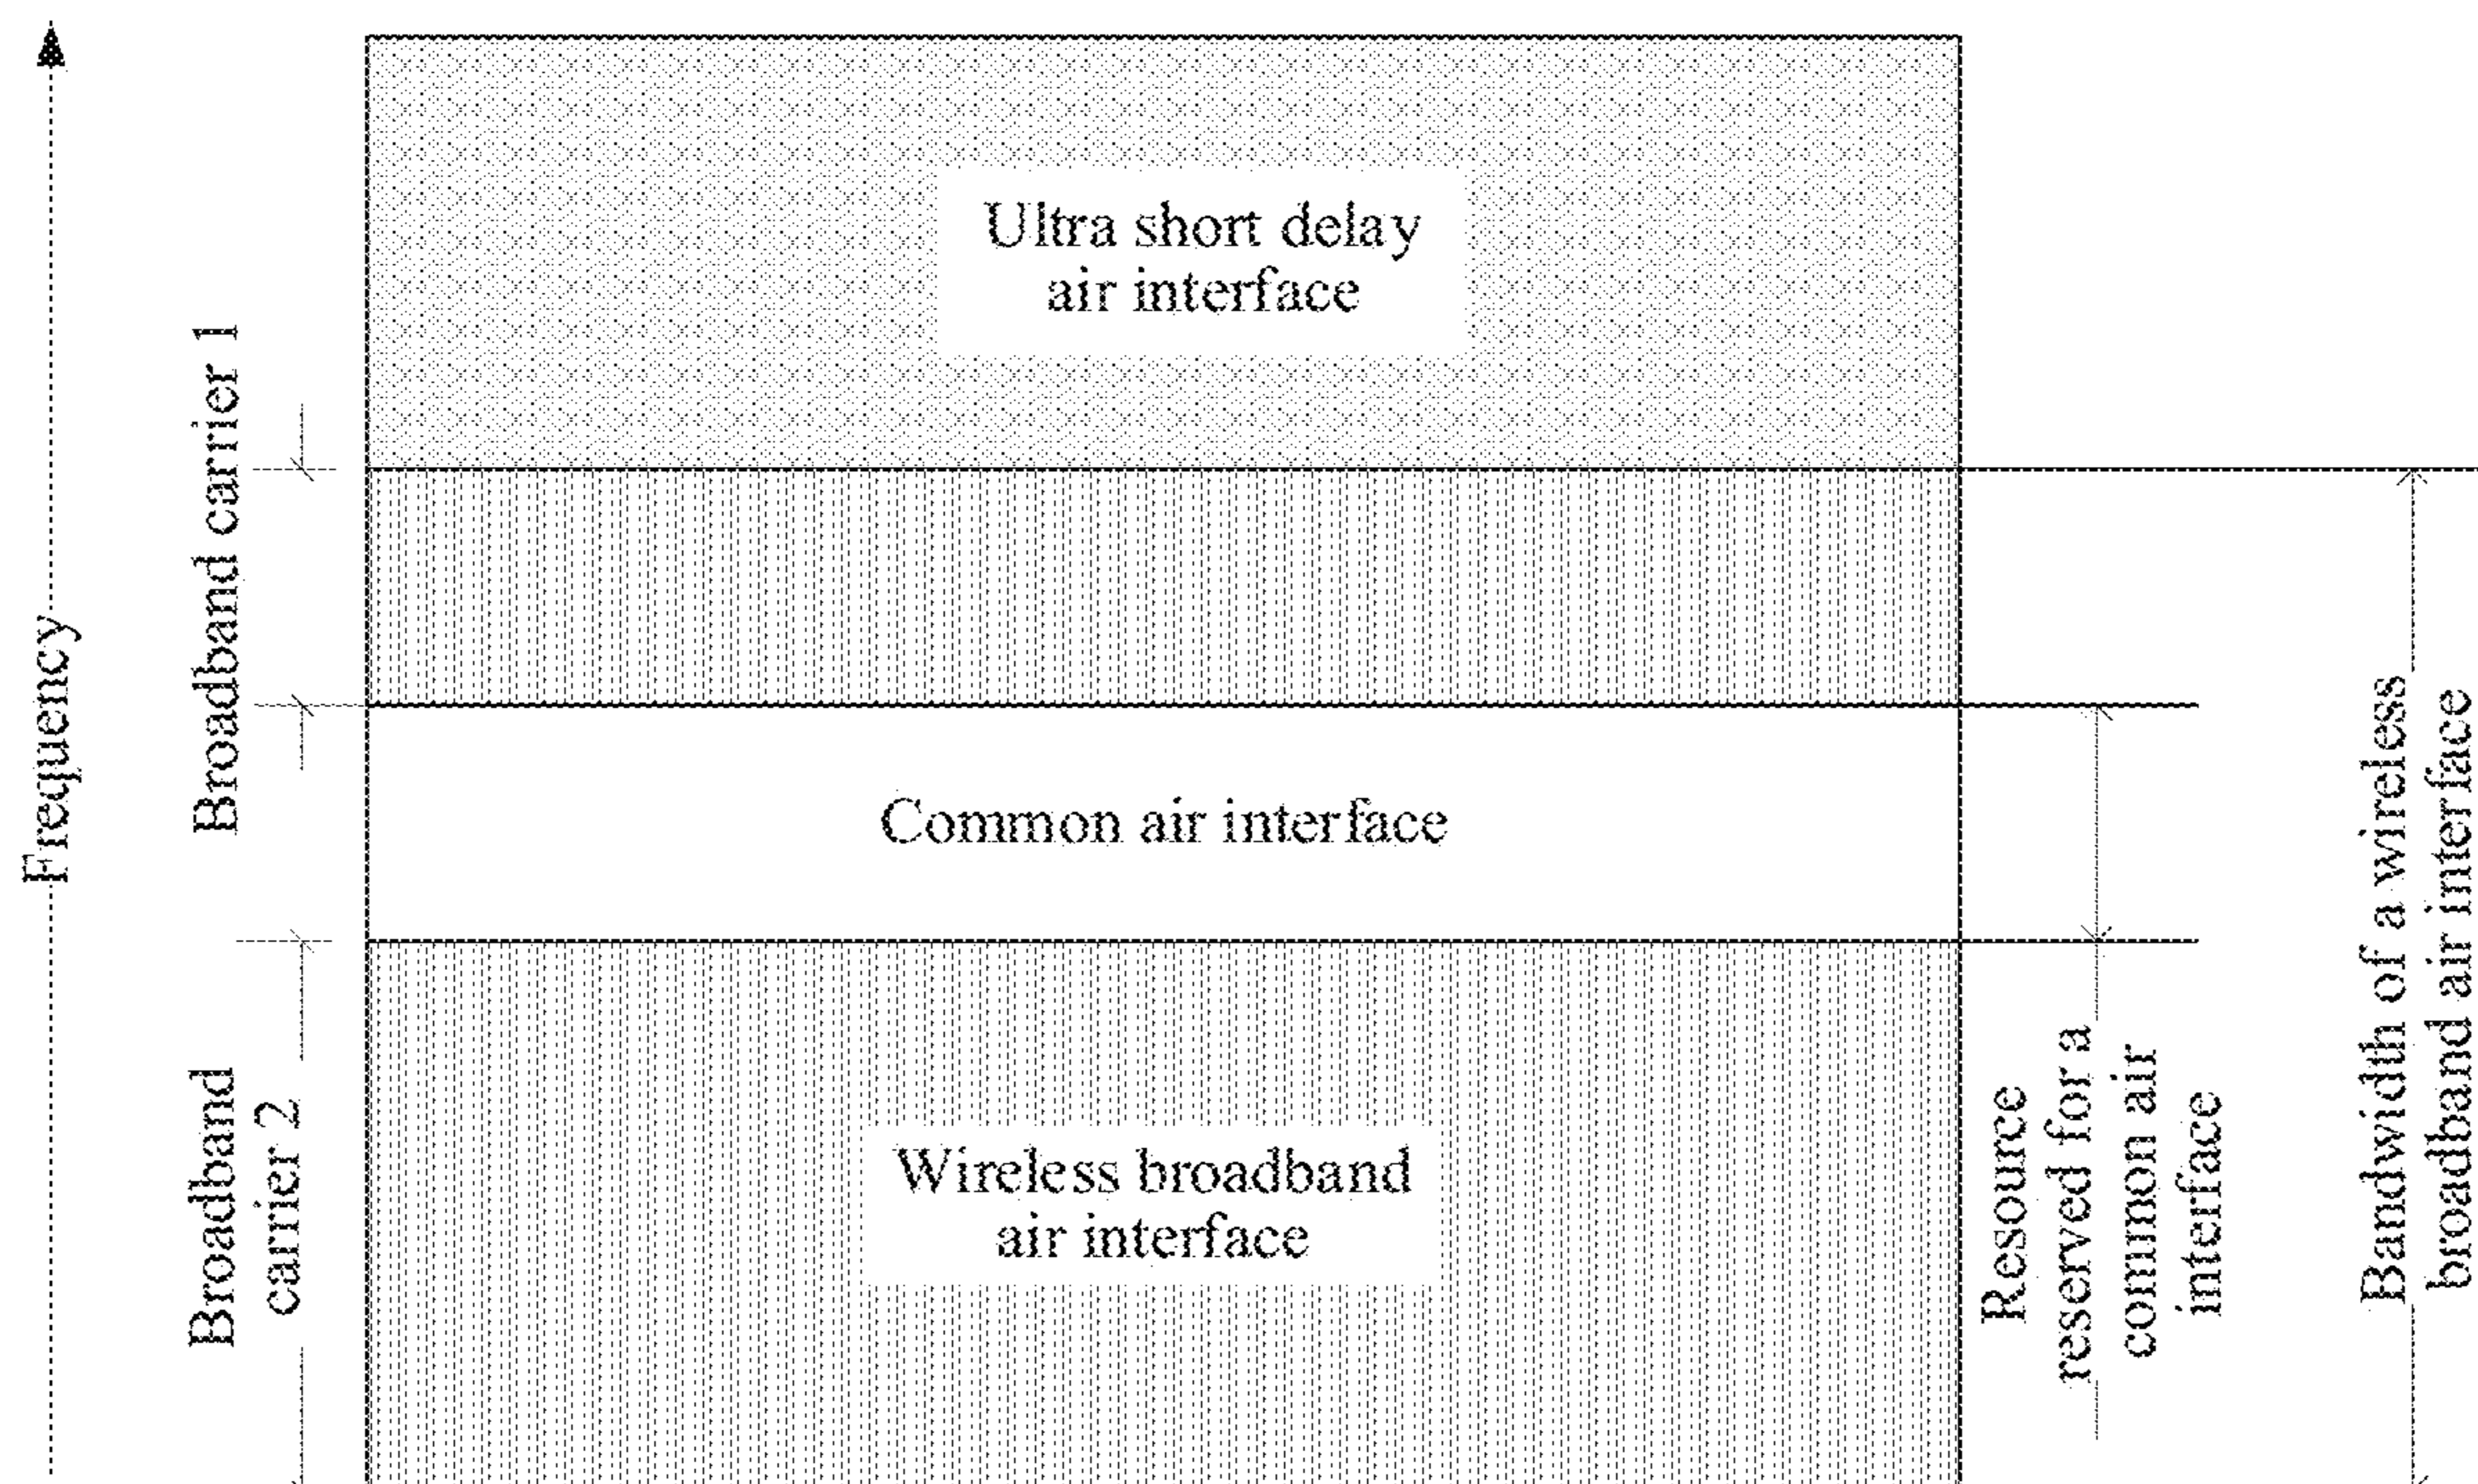 Frequency
Broadband carrier 1
Broadband
carrier 2
Ultra short delay
air interface
Common air interface
Wireless broadband
air interface
Resource
reserved for a
common air
interface
Bandwidth of a wireless
broadband air interface